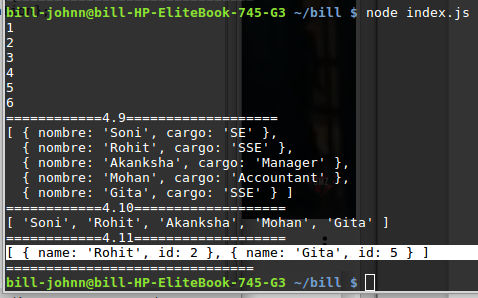 bill-johnn@bill-HP-EliteBook-745-G3 ~/bill $ node index.js
1
2
3
4
5
6
============4.9===================
[ { nombre: 'Soni', cargo: 'SE' },
  { nombre: 'Rohit', cargo: 'SSE' },
  { nombre: 'Akanksha', cargo: 'Manager' },
  { nombre: 'Mohan', cargo: 'Accountant' },
  { nombre: 'Gita', cargo: 'SSE' } ]
============4.10===================
[ 'Soni', 'Rohit', 'Akanksha', 'Mohan', 'Gita' ]
============4.11===================
[ { name: 'Rohit', id: 2 }, { name: 'Gita', id: 5 } ]
===============================
bill-johnn@bill-HP-EliteBook-745-G3 ~/bill $